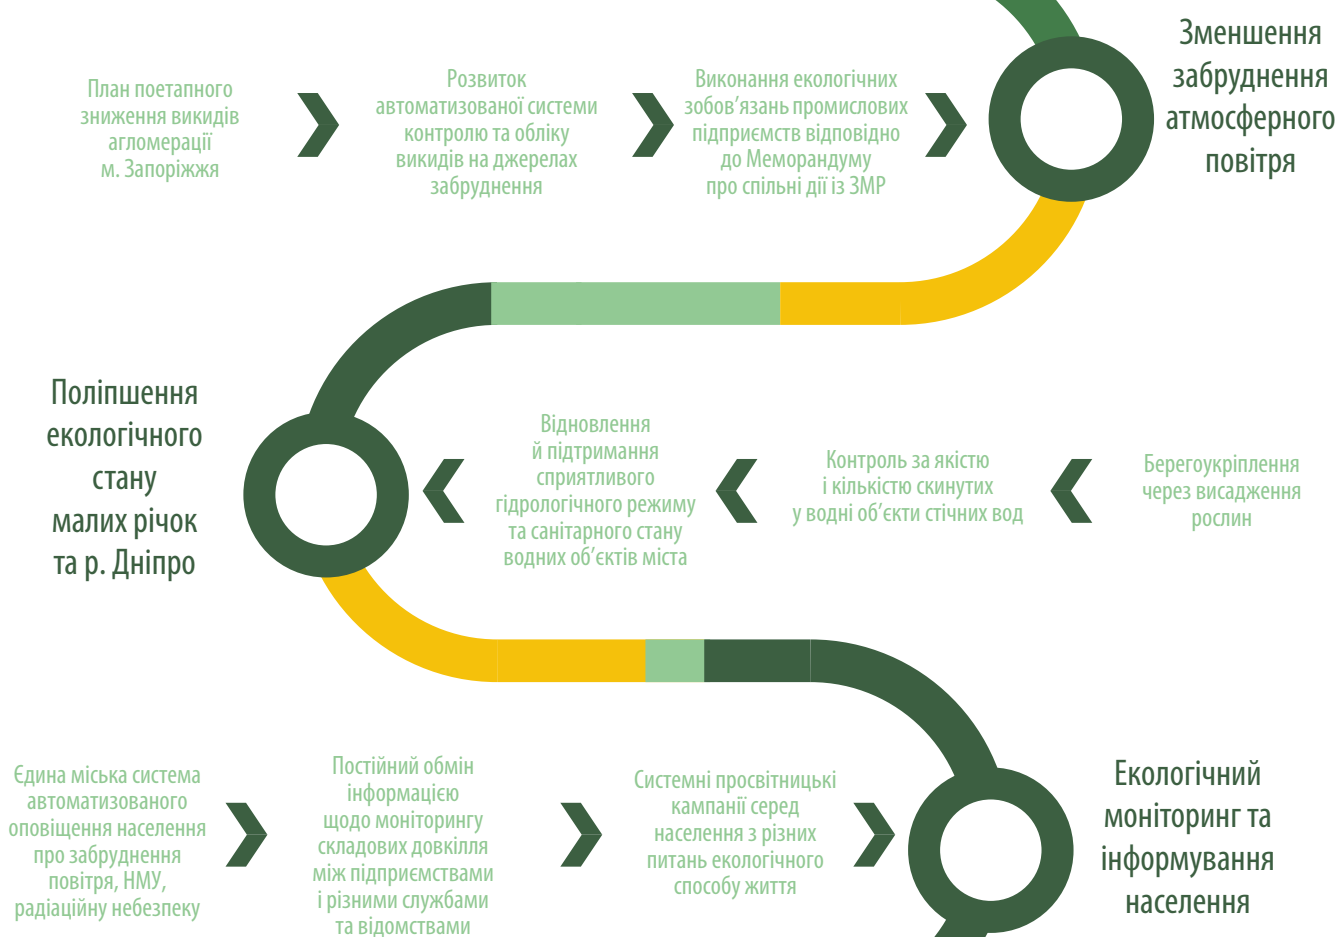 План поетапного
зниження викидів
агломерації
м. Запоріжжя
Розвиток
автоматизованої системи
контролю та обліку
викидів на джерелах
забруднення
Виконання екологічних
зобов’язань промислових
підприємств відповідно
до Меморандуму
про спільні дії із ЗМР
Зменшення
забруднення
атмосферного
повітря
Поліпшення
екологічного
стану
малих річок
та р. Дніпро
Відновлення
й підтримання
сприятливого
гідрологічного режиму
та санітарного стану
водних об’єктів міста
Контроль за якістю
і кількістю скинутих
у водні об’єкти стічних вод
Берегоукріплення
через висадження
рослин
Єдина міська система
автоматизованого
оповіщення населення
про забруднення
повітря, НМУ,
радіаційну небезпеку
Постійний обмін
інформацією
щодо моніторингу
складових довкілля
між підприємствами
і різними службами
та відомствами
Системні просвітницькі
кампанії серед
населення з різних
питань екологічного
способу життя
Екологічний
моніторинг та
інформування
населення